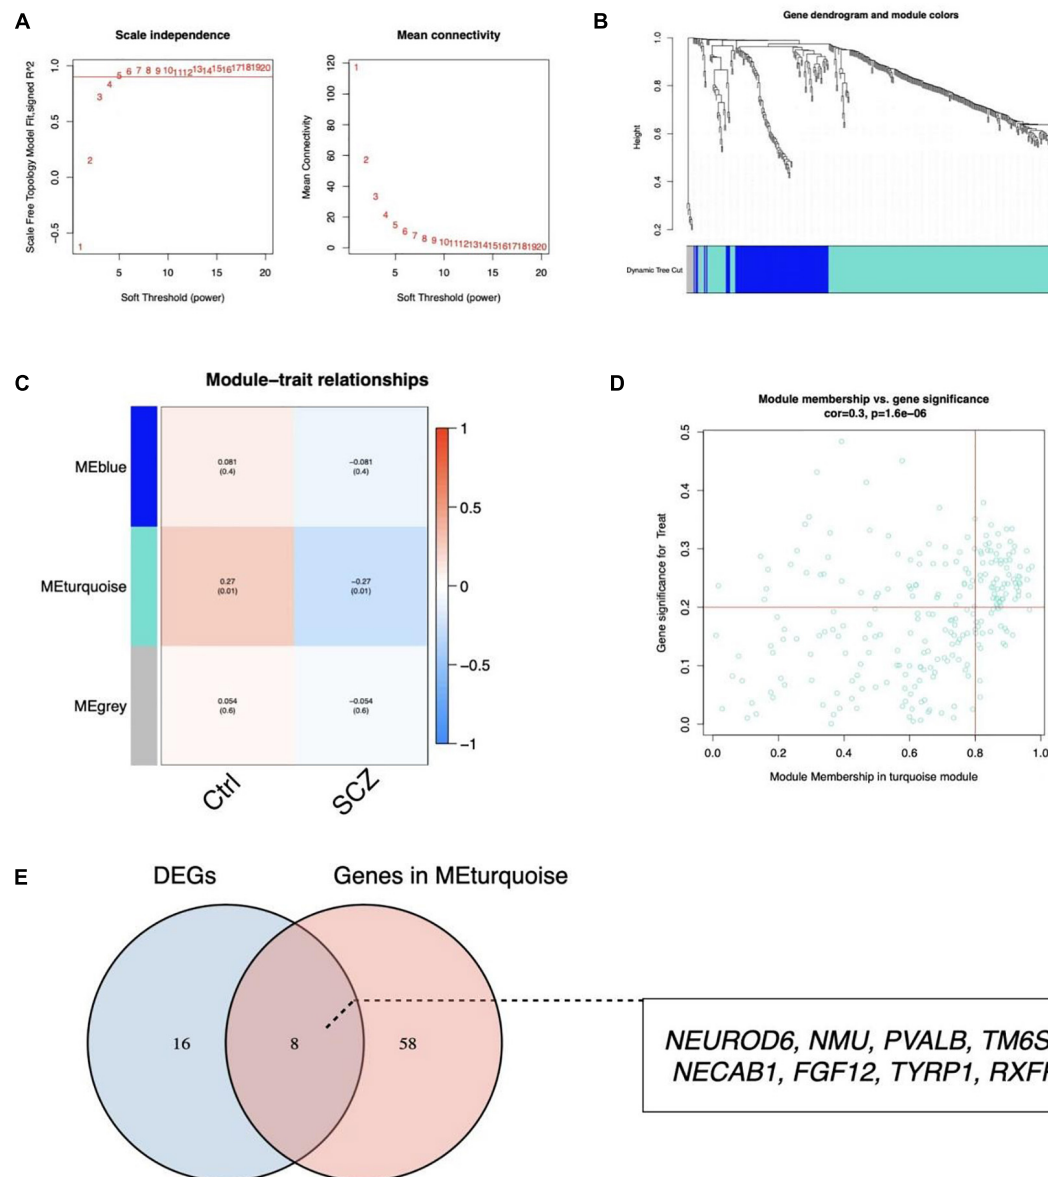 A
Scale independence
Scale Free Topology Model Fit,signed R^2
1.0
0.5
0.0
−0.5
1
2
3
4
5
6 7 8 9 10 11 12 13 14 15 16 17 18 19 20
5 10 15 20
Soft Threshold (power)
Mean connectivity
Mean Connectivity
120
100
80
60
40
20
0
1
2
3
4
5
6 7 8 9 10 11 12 13 14 15 16 17 18 19 20
5 10 15 20
Soft Threshold (power)
B
Gene dendrogram and module colors
Height
1.0
0.8
0.6
0.4
0.2
Dynamic Tree Cut
C
Module−trait relationships
MEblue
0.081
(0.4)
−0.081
(0.4)
MEturquoise
0.27
(0.01)
−0.27
(0.01)
MEgrey
0.054
(0.6)
−0.054
(0.6)
Ctrl
SCZ
1
0.5
0
−0.5
−1
D
Module membership vs. gene significance
cor=0.3, p=1.6e−06
Gene significance for Treat
0.5
0.4
0.3
0.2
0.1
0.0
0.0 0.2 0.4 0.6 0.8 1.0
Module Membership in turquoise module
E
DEGs
Genes in MEturquoise
16
8
58
NEUROD6, NMU, PVALB,
NECAB1, FGF12, TYRP1,